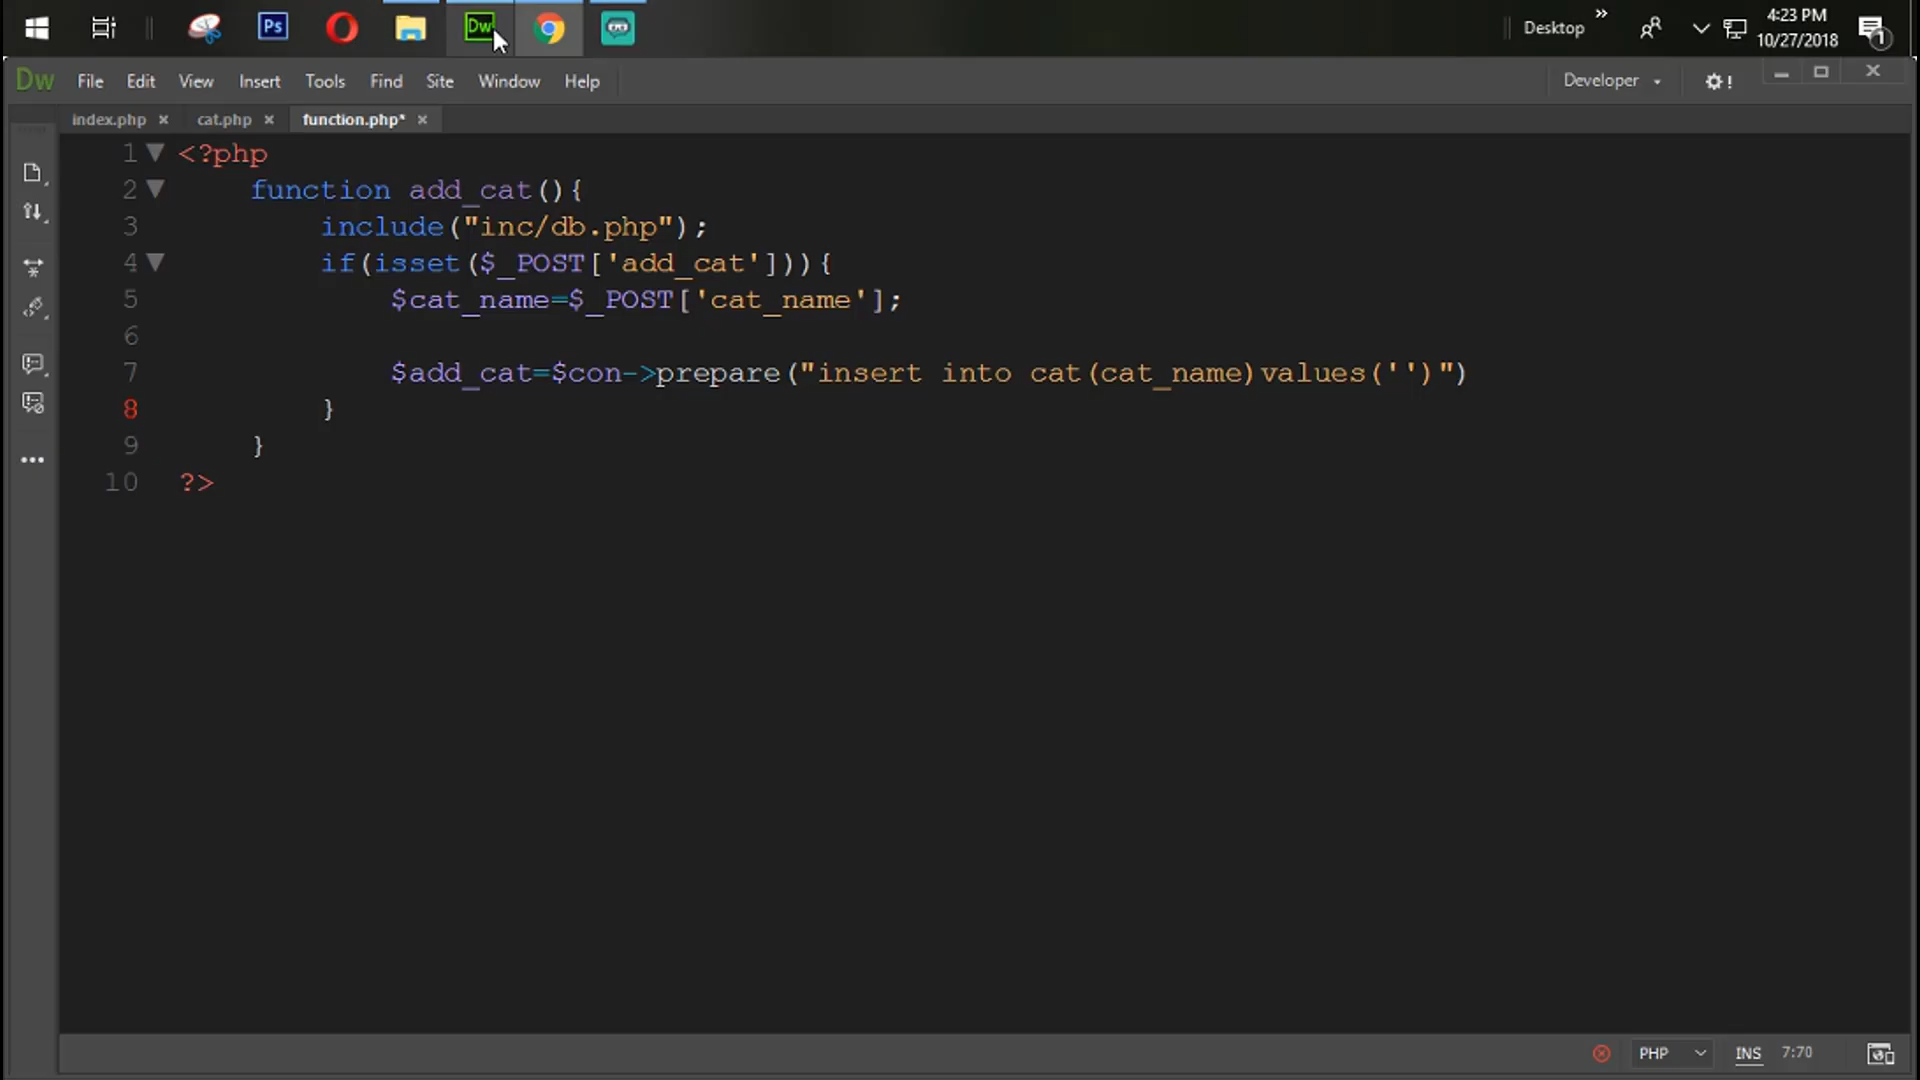 Ps
Dw
Desktop
»
4:23 PM
10/27/2018
1
Dw File Edit View Insert Tools Find Site Window Help
Developer
!
index.php × cat.php × function.php* ×
1 <?php
2 function add_cat(){
3 include("inc/db.php");
4 if(isset($_POST['add_cat'])){
5 $cat_name=$_POST['cat_name'];
6
7 $add_cat=$con->prepare("insert into cat(cat_name)values('')")
8 }
9 }
10 ?>
PHP INS 7:70